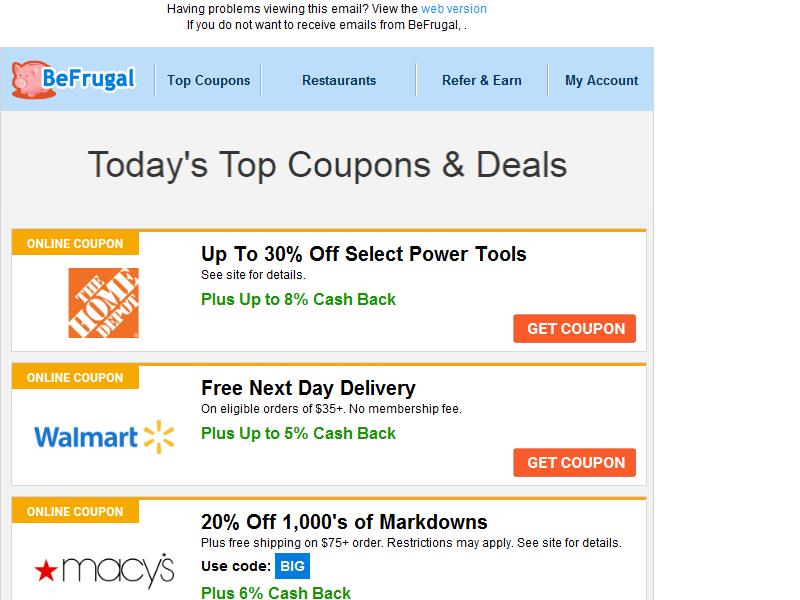 Having problems viewing this email? View the web version
If you do not want to receive emails from BeFrugal, .
BeFrugal
Top Coupons
Restaurants
Refer & Earn
My Account
Today's Top Coupons & Deals
ONLINE COUPON
THE HOME DEPOT
Up To 30% Off Select Power Tools
See site for details.
Plus Up to 8% Cash Back
GET COUPON
ONLINE COUPON
Walmart
Free Next Day Delivery
On eligible orders of $35+. No membership fee.
Plus Up to 5% Cash Back
GET COUPON
ONLINE COUPON
macy's
20% Off 1,000's of Markdowns
Plus free shipping on $75+ order. Restrictions may apply. See site for details.
Use code: BIG
Plus 6% Cash Back